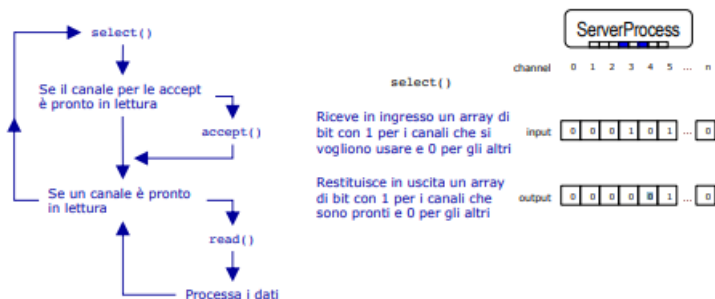 select()
Se il canale per le accept
è pronto in lettura
accept()
Se un canale è pronto
in lettura
read()
Processa i dati
select()
Riceve in ingresso un array di
bit con 1 per i canali che si
vogliono usare e 0 per gli altri
Restituisce in uscita un array
di bit con 1 per i canali che
sono pronti e 0 per gli altri
ServerProcess
channel 0 1 2 3 4 5 ... n
input 0 0 0 1 0 1 ... 0
output 0 0 0 0 0 1 ... 0